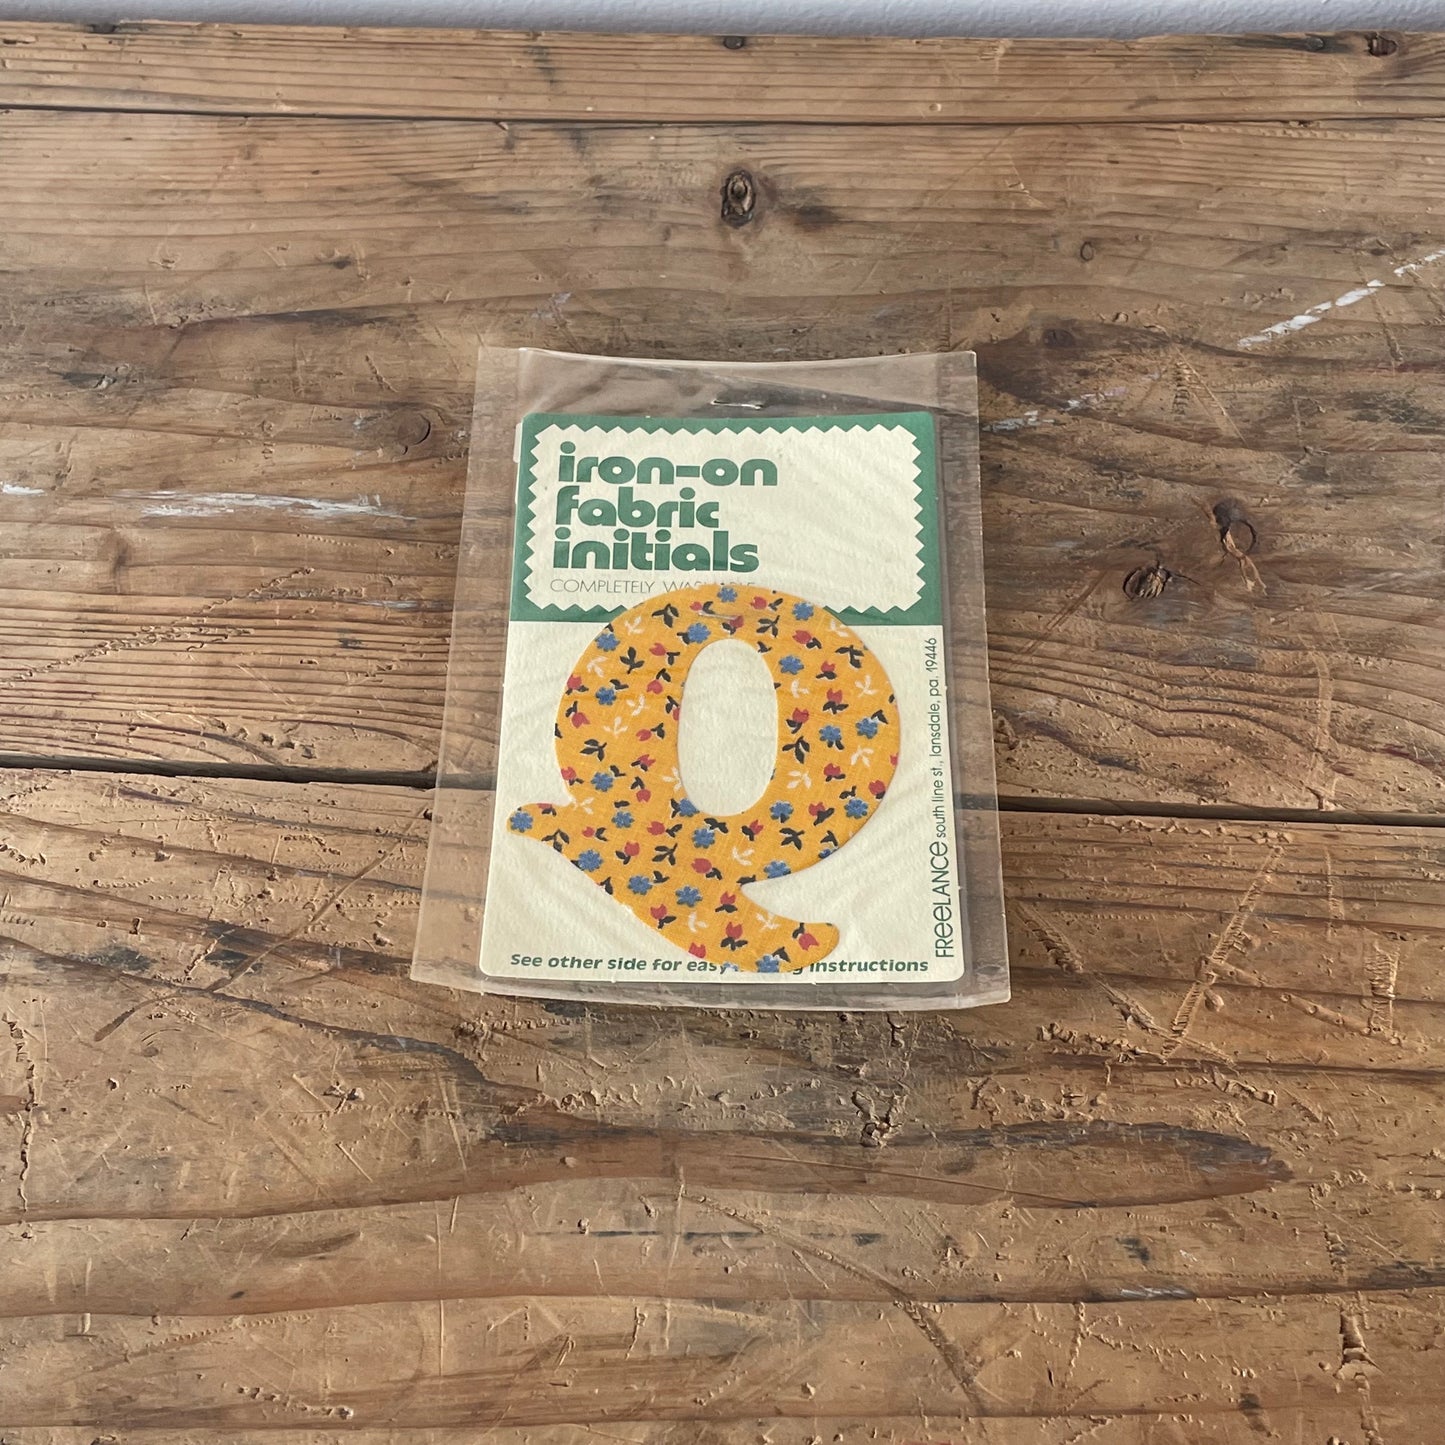 iron-on
fabric
initials
COMPLETELY
Q
FREELANCE south line st., lansdale, pa. 19446
See other side for easy instructions